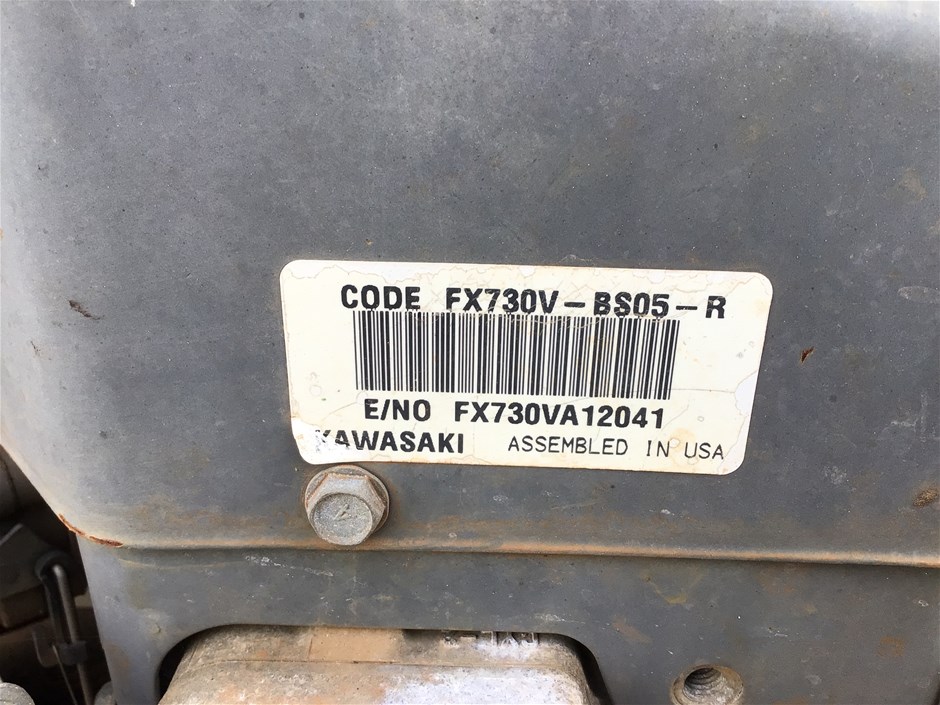 CODE FX730V-BS05-R
E/NO FX730VA12041
KAWASAKI ASSEMBLED IN USA